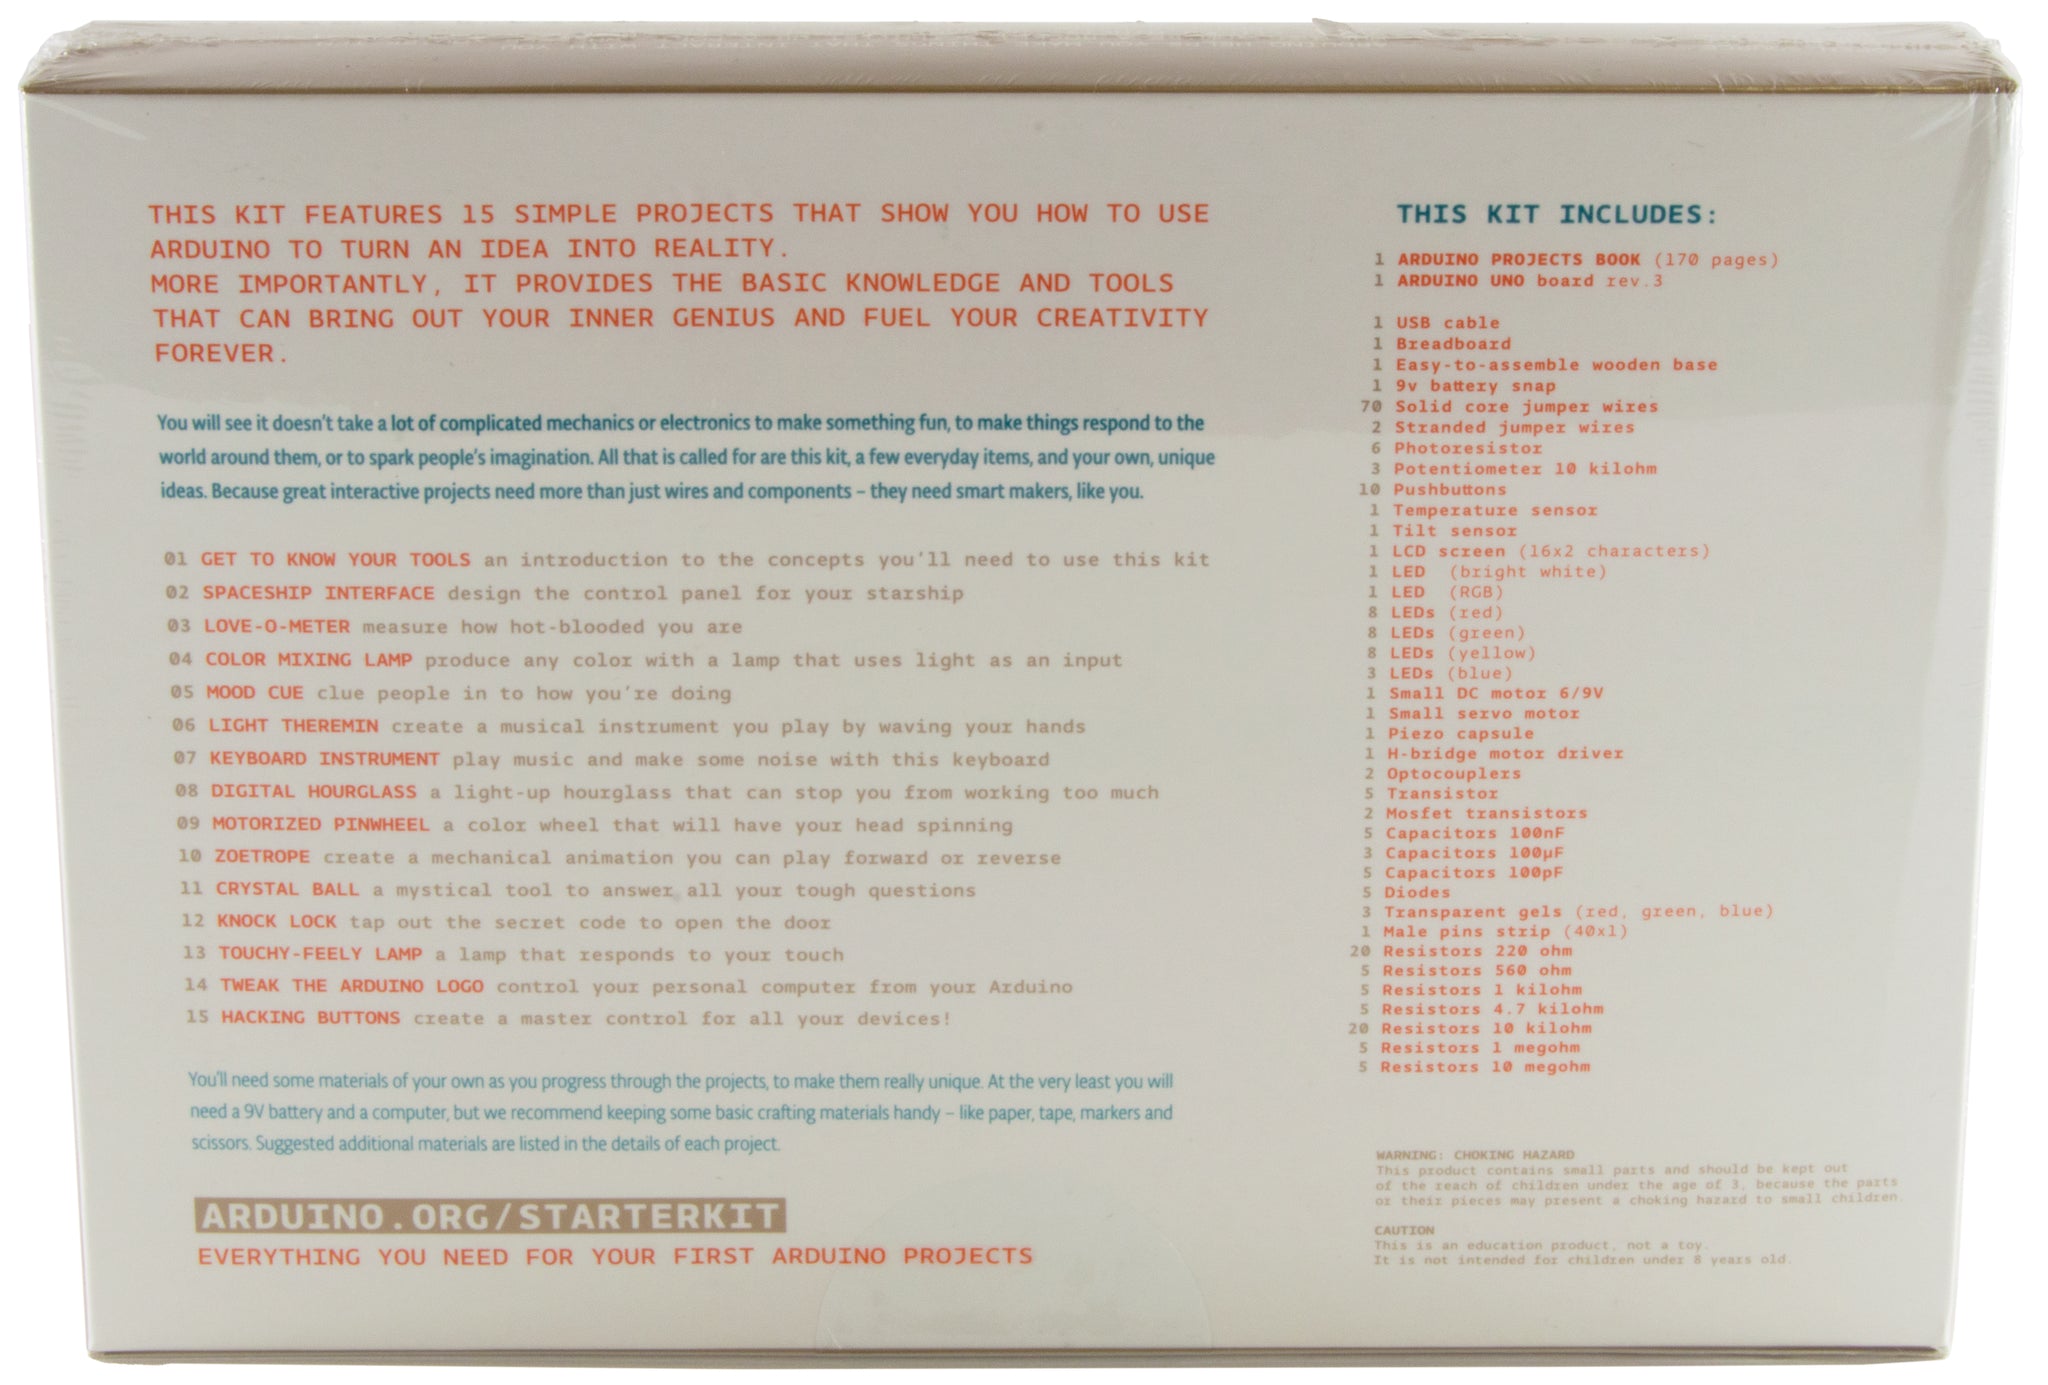 THIS KIT FEATURES 15 SIMPLE PROJECTS THAT SHOW YOU HOW TO USE
ARDUINO TO TURN AN IDEA INTO REALITY.
MORE IMPORTANTLY, IT PROVIDES THE BASIC KNOWLEDGE AND TOOLS
THAT CAN BRING OUT YOUR INNER GENIUS AND FUEL YOUR CREATIVITY
FOREVER.
You will see it doesn't take a lot of complicated mechanics or electronics to make something fun, to make things respond to the
world around them, or to spark people's imagination. All that is called for are this kit, a few everyday items, and your own, unique
ideas. Because great interactive projects need more than just wires and components – they need smart makers, like you.
01 GET TO KNOW YOUR TOOLS an introduction to the concepts you'll need to use this kit
02 SPACESHIP INTERFACE design the control panel for your starship
03 LOVE-O-METER measure how hot-blooded you are
04 COLOR MIXING LAMP produce any color with a lamp that uses light as an input
05 MOOD CUE clue people in to how you're doing
06 LIGHT THEREMIN create a musical instrument you play by waving your hands
07 KEYBOARD INSTRUMENT play music and make some noise with this keyboard
08 DIGITAL HOURGLASS a light-up hourglass that can stop you from working too much
09 MOTORIZED PINWHEEL a color wheel that will have your head spinning
10 ZOETROPE create a mechanical animation you can play forward or reverse
11 CRYSTAL BALL a mystical tool to answer all your tough questions
12 KNOCK LOCK tap out the secret code to open the door
13 TOUCHY-FEELY LAMP a lamp that responds to your touch
14 TWEAK THE ARDUINO LOGO control your personal computer from your Arduino
15 HACKING BUTTONS create a master control for all your devices!
You'll need some materials of your own as you progress through the projects, to make them really unique. At the very least you will
need a 9V battery and a computer, but we recommend keeping some basic crafting materials handy – like paper, tape, markers and
scissors. Suggested additional materials are listed in the details of each project.
ARDUINO.ORG/STARTERKIT
EVERYTHING YOU NEED FOR YOUR FIRST ARDUINO PROJECTS
THIS KIT INCLUDES:
1 ARDUINO PROJECTS BOOK (170 pages)
1 ARDUINO UNO board rev.3
1 USB cable
1 Breadboard
1 Easy-to-assemble wooden base
1 9v battery snap
70 Solid core jumper wires
2 Stranded jumper wires
6 Photoresistor
3 Potentiometer 10 kilohm
10 Pushbuttons
1 Temperature sensor
1 Tilt sensor
1 LCD screen (16x2 characters)
1 LED (bright white)
1 LED (RGB)
8 LEDs (red)
8 LEDs (green)
8 LEDs (yellow)
3 LEDs (blue)
1 Small DC motor 6/9V
1 Small servo motor
1 Piezo capsule
1 H-bridge motor driver
2 Optocouplers
5 Transistor
2 Mosfet transistors
5 Capacitors 100nF
3 Capacitors 100µF
5 Capacitors 100pF
5 Diodes
3 Transparent gels (red, green, blue)
1 Male pins strip (40x1)
20 Resistors 220 ohm
5 Resistors 560 ohm
5 Resistors 1 kilohm
5 Resistors 4.7 kilohm
20 Resistors 10 kilohm
5 Resistors 1 megohm
5 Resistors 10 megohm
WARNING: CHOKING HAZARD
This product contains small parts and should be kept out
of the reach of children under the age of 3, because the parts
or their pieces may present a choking hazard to small children.
CAUTION
This is an education product, not a toy.
It is not intended for children under 8 years old.